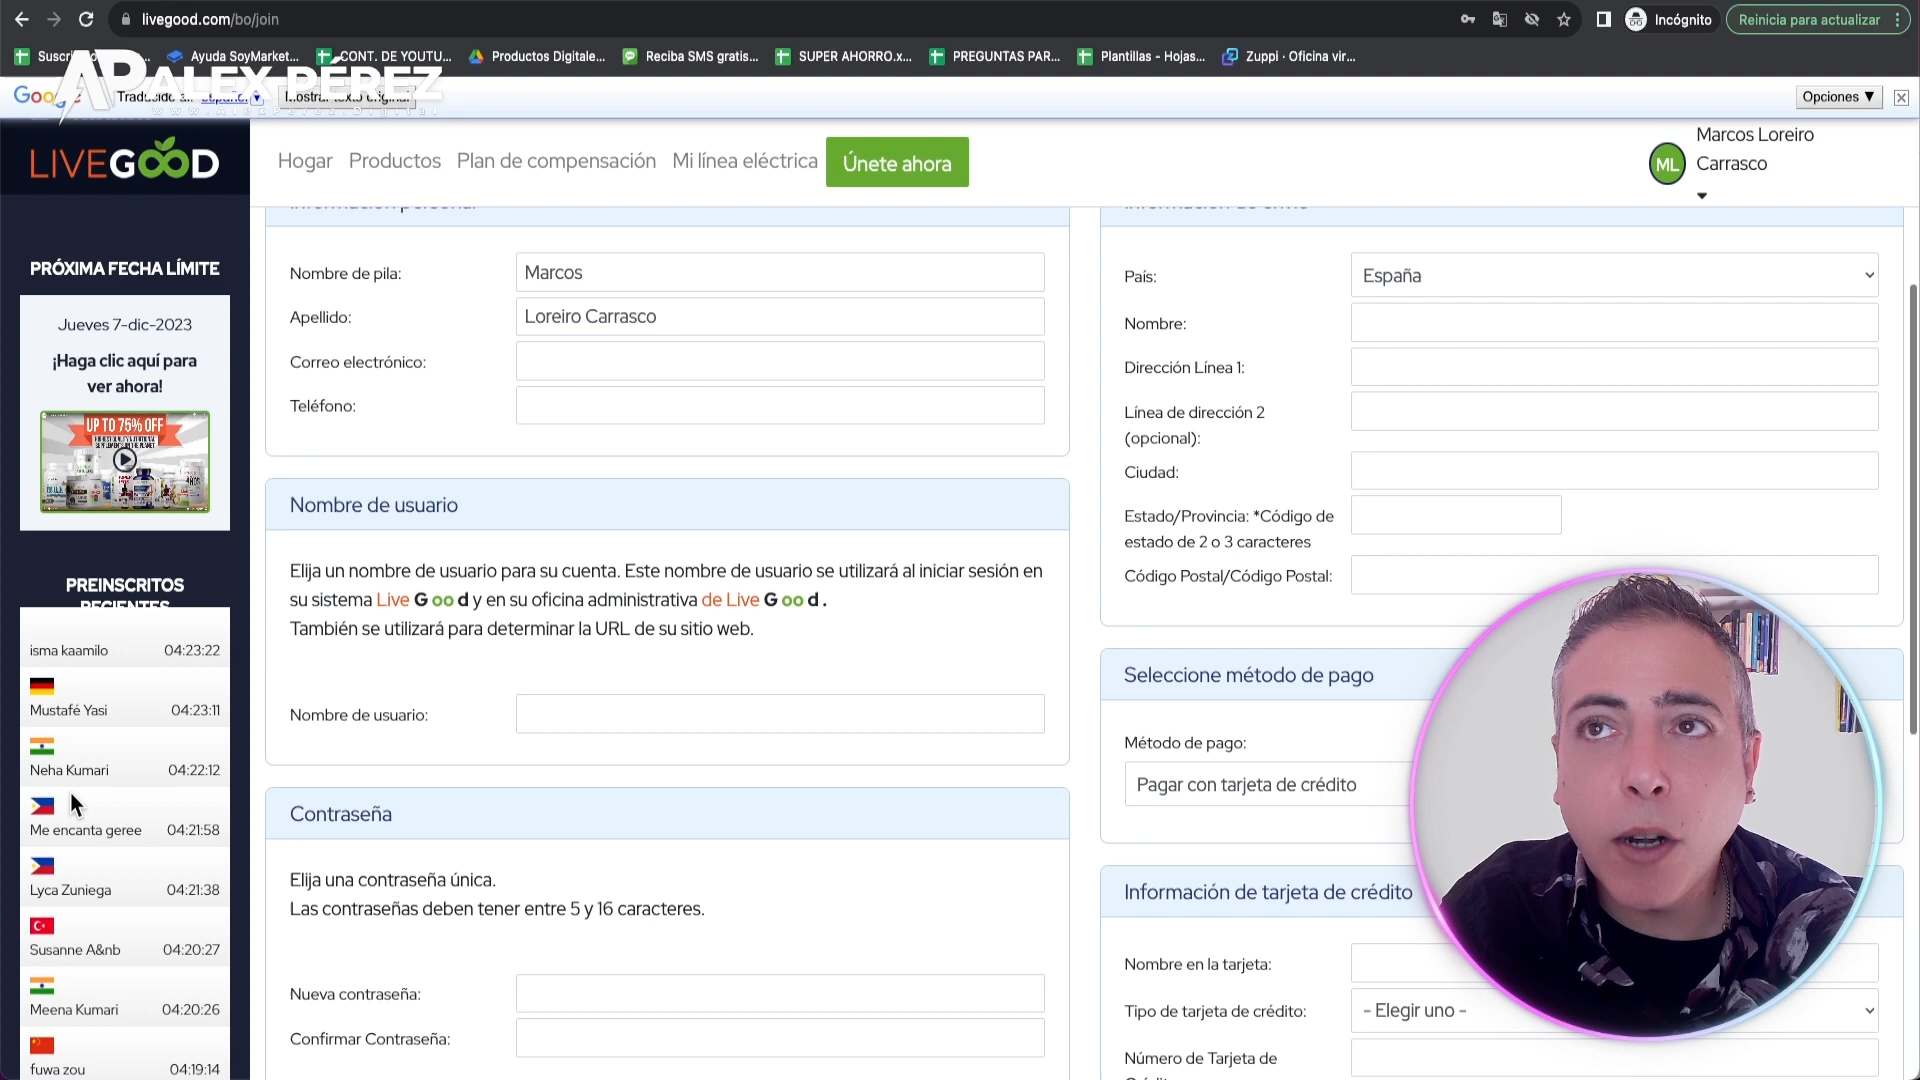 livegood.com/bo/join
Incógnito
Reinicia para actualizar
Ayuda SoyMarket...
CONT. DE YOUTU...
Productos Digitale...
Reciba SMS gratis...
SUPER AHORRO.x...
PREGUNTAS PAR...
Plantillas - Hojas...
Zuppi · Oficina vir...
AP ALEX PÉREZ
www.AlexPerez.Digital
Mostrar texto original
Opciones ▼
LIVEGOOD
Hogar
Productos
Plan de compensación
Mi línea eléctrica
Únete ahora
ML
Marcos Loreiro
Carrasco
PRÓXIMA FECHA LÍMITE
Jueves 7-dic-2023
¡Haga clic aquí para
ver ahora!
UP TO 75% OFF
PREINSCRITOS
RECIENTES
isma kaamilo 04:23:22
Mustafé Yasi 04:23:11
Neha Kumari 04:22:12
Me encanta geree 04:21:58
Lyca Zuniega 04:21:38
Susanne A&nb 04:20:27
Meena Kumari 04:20:26
fuwa zou 04:19:14
Nombre de pila: Marcos
Apellido: Loreiro Carrasco
Correo electrónico:
Teléfono:
Nombre de usuario
Elija un nombre de usuario para su cuenta. Este nombre de usuario se utilizará al iniciar sesión en
su sistema Live G oo d y en su oficina administrativa de Live G oo d .
También se utilizará para determinar la URL de su sitio web.
Nombre de usuario:
Contraseña
Elija una contraseña única.
Las contraseñas deben tener entre 5 y 16 caracteres.
Nueva contraseña:
Confirmar Contraseña:
País: España
Nombre:
Dirección Línea 1:
Línea de dirección 2
(opcional):
Ciudad:
Estado/Provincia: *Código de
estado de 2 o 3 caracteres
Código Postal/Código Postal:
Seleccione método de pago
Método de pago:
Pagar con tarjeta de crédito
Información de tarjeta de crédito
Nombre en la tarjeta:
Tipo de tarjeta de crédito: - Elegir uno -
Número de Tarjeta de